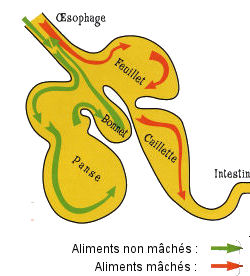 Œsophage
Feuillet
Bonnet
Caillette
Panse
Intestin
Aliments non mâchés :
Aliments mâchés :